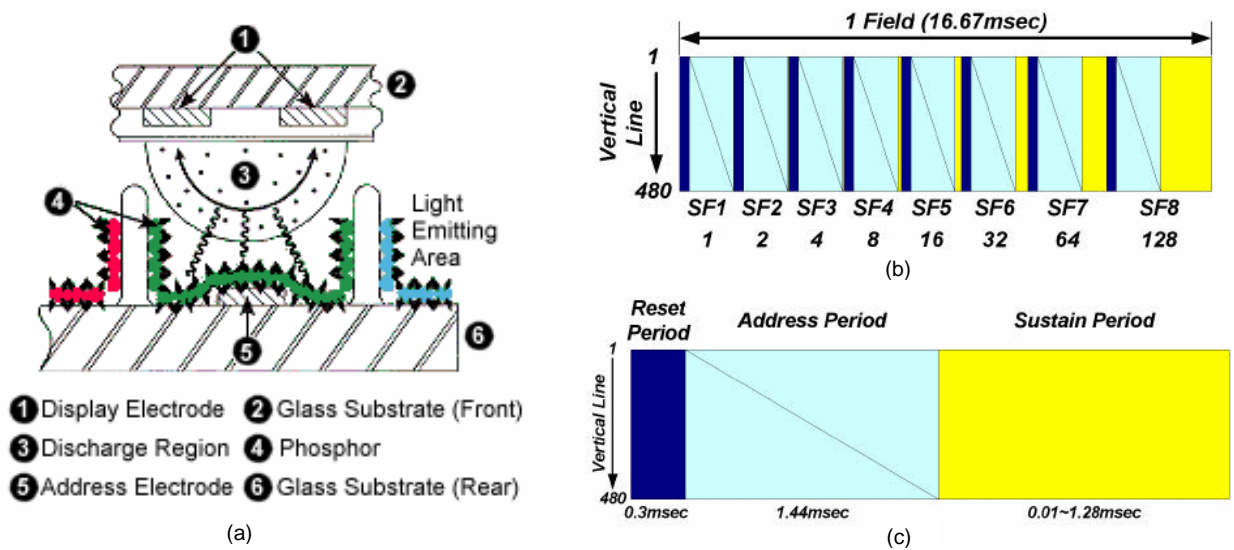 1
2
3
4
Light
Emitting
Area
5
6
1 Display Electrode 2 Glass Substrate (Front)
3 Discharge Region 4 Phosphor
5 Address Electrode 6 Glass Substrate (Rear)
(a)
1 Field (16.67msec)
1
Vertical
Line
480
SF1 SF2 SF3 SF4 SF5 SF6 SF7 SF8
1 2 4 8 16 32 64 128
(b)
Reset
Period Address Period Sustain Period
1
Vertical Line
480
0.3msec 1.44msec 0.01~1.28msec
(c)